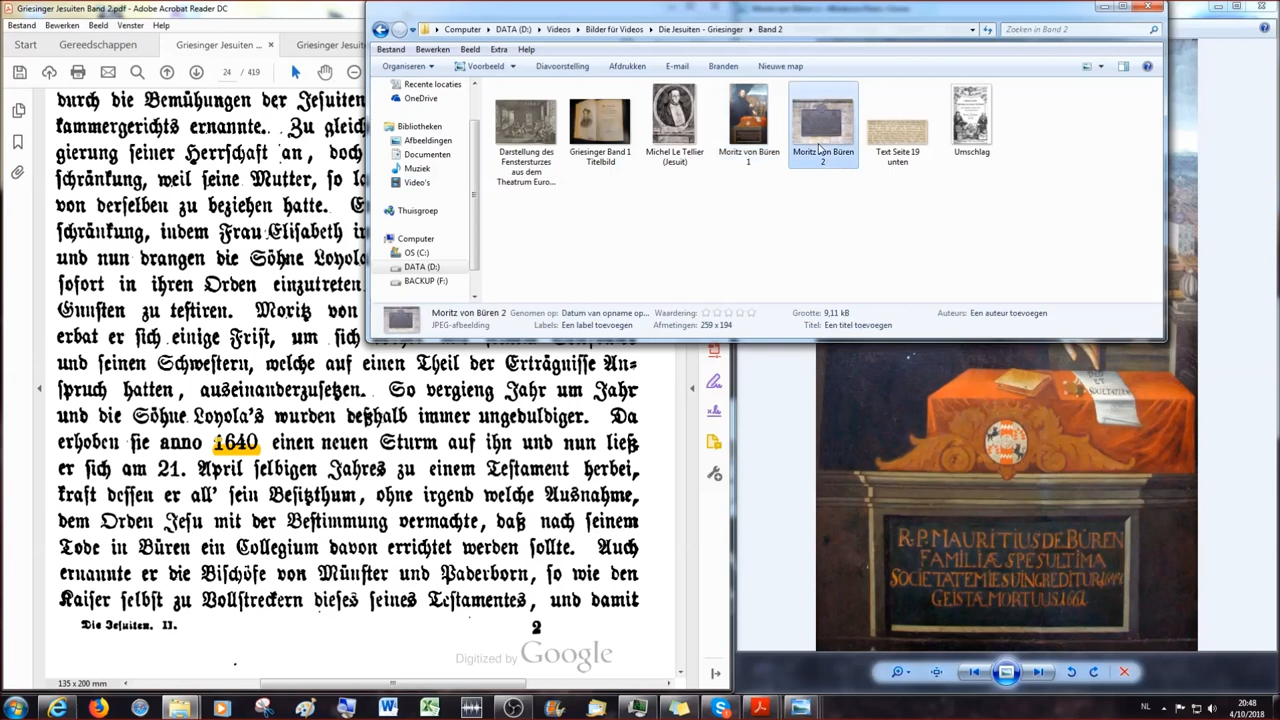 Griesinger Jesuiten Band 2.pdf - Adobe Acrobat Reader DC
Bestand Bewerken Beeld Venster Help
Start Gereedschappen Griesinger Jesuiten ... × Griesinger Jesu
24 / 419
durch die Bemühungen der Jesuiten
kammergerichts ernannte. Zu gleich
gierung seiner Herrschaft an, doch
schränkung, weil seine Mutter, so la
von derselben zu beziehen hatte. E
schränkung, indem Frau Elisabeth in
und nun drangen die Söhne Loyola
sofort in ihren Orden einzutreten
Gunsten zu testiren. Moritz von
erbat er sich einige Frist, um sich
und seinen Schwestern, welche auf einen Theil der Erträgnisse An-
spruch hatten, auseinanderzusetzen. So vergieng Jahr um Jahr
und die Söhne Loyola's wurden deßhalb immer ungeduldiger. Da
erhoben sie anno 1640 einen neuen Sturm auf ihn und nun ließ
er sich am 21. April selbigen Jahres zu einem Testament herbei,
kraft dessen er all' sein Besitzthum, ohne irgend welche Ausnahme,
dem Orden Jesu mit der Bestimmung vermachte, daß nach seinem
Tode in Büren ein Collegium davon errichtet werden sollte. Auch
ernannte er die Bischöfe von Münster und Paderborn, so wie den
Kaiser selbst zu Vollstreckern dieses seines Testamentes, und damit
Die Jesuiten. II.
2
Digitized by Google
135 x 200 mm
Computer ▸ DATA (D:) ▸ Videos ▸ Bilder für Videos ▸ Die Jesuiten - Griesinger ▸ Band 2
Zoeken in Band 2
Bestand Bewerken Beeld Extra Help
Organiseren Voorbeeld Diavoorstelling Afdrukken E-mail Branden Nieuwe map
Recente locaties
OneDrive
Bibliotheken
Afbeeldingen
Documenten
Muziek
Video's
Thuisgroep
Computer
OS (C:)
DATA (D:)
BACKUP (F:)
Darstellung des Fenstersturzes aus dem Theatrum Euro...
Griesinger Band 1 Titelbild
Michel Le Tellier (Jesuit)
Moritz von Büren 1
Moritz von Büren 2
Text Seite 19 unten
Umschlag
Moritz von Büren 2 Genomen op: Datum van opname op... Waardering: Grootte: 9,11 kB Auteurs: Een auteur toevoegen
JPEG-afbeelding Labels: Een label toevoegen Afmetingen: 259 x 194 Titel: Een titel toevoegen
R. P. MAURITIUS DE BÜREN
FAMILIÆ SPES ULTIMA
SOCIETATEM IESU INGREDITUR
GEISTÆ MORTUUS 1661
NL
20:48
4/10/2018